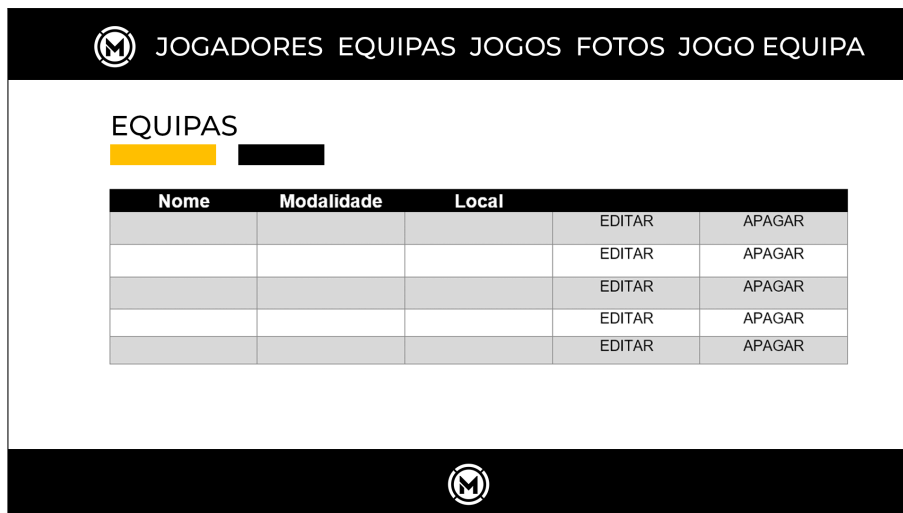 M JOGADORES EQUIPAS JOGOS FOTOS JOGO EQUIPA
EQUIPAS
Nome Modalidade Local
EDITAR APAGAR
EDITAR APAGAR
EDITAR APAGAR
EDITAR APAGAR
EDITAR APAGAR
M